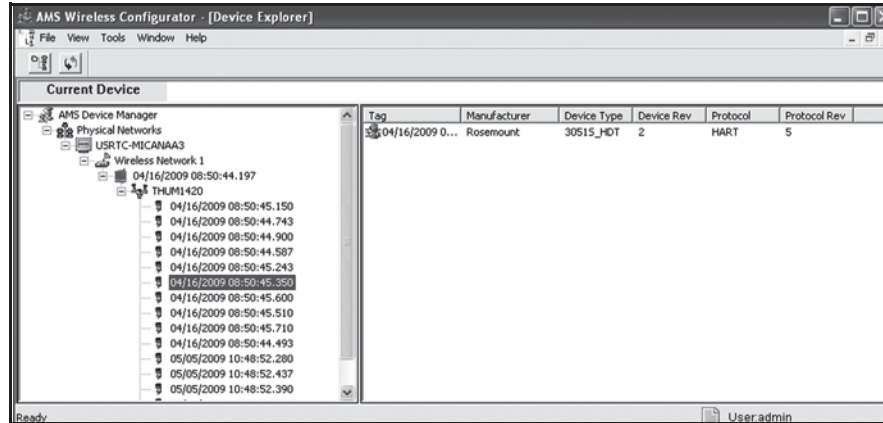 AMS Wireless Configurator - [Device Explorer]
File View Tools Window Help
Current Device
AMS Device Manager
Physical Networks
USRTC-MICANAA3
Wireless Network 1
04/16/2009 08:50:44.197
THUM1420
04/16/2009 08:50:45.150
04/16/2009 08:50:44.743
04/16/2009 08:50:44.900
04/16/2009 08:50:44.587
04/16/2009 08:50:45.243
04/16/2009 08:50:45.350
04/16/2009 08:50:45.600
04/16/2009 08:50:45.510
04/16/2009 08:50:45.710
04/16/2009 08:50:44.493
05/05/2009 10:48:52.280
05/05/2009 10:48:52.437
05/05/2009 10:48:52.390
Tag Manufacturer Device Type Device Rev Protocol Protocol Rev
04/16/2009 0... Rosemount 3051S_HDT 2 HART 5
Ready User:admin